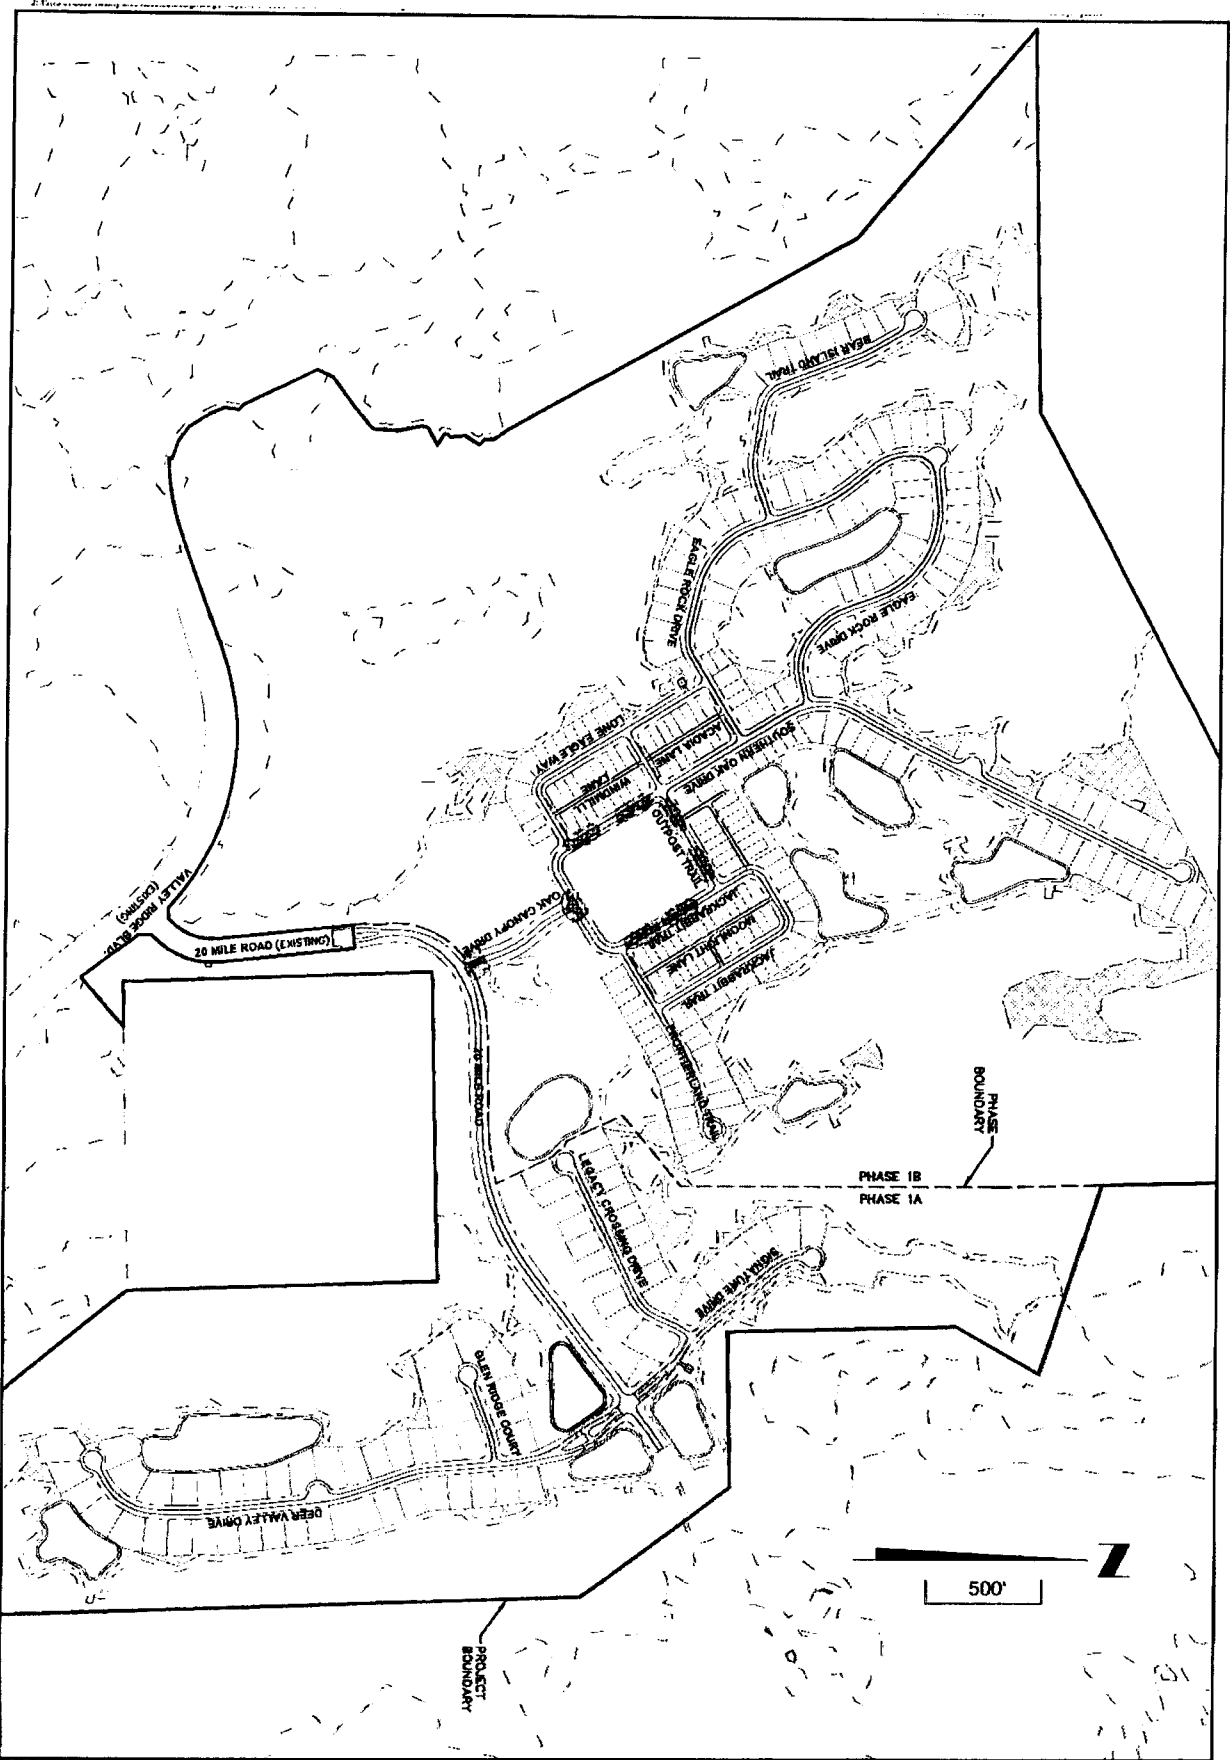 BEAR ISLAND TRAIL
EAGLE ROCK DRIVE
EAGLE ROCK DRIVE
LONE EAGLE WAY
ACADIA LANE
SOUTHERN OAK DRIVE
WINDMILL
LANE
OUTPOST TRAIL
JACKRABBIT TRAIL
MOONLIGHT LANE
JACKRABBIT TRAIL
OAK CANOPY DRIVE
VALLEY RIDGE BLVD.
(EXISTING)
20 MILE ROAD (EXISTING)
20 MILE ROAD
PHASE
BOUNDARY
PHASE 1B
PHASE 1A
LEGACY CROSSING DRIVE
SIGNATURE DRIVE
GLEN RIDGE COURT
DEER VALLEY DRIVE
Z
500'
PROJECT
BOUNDARY